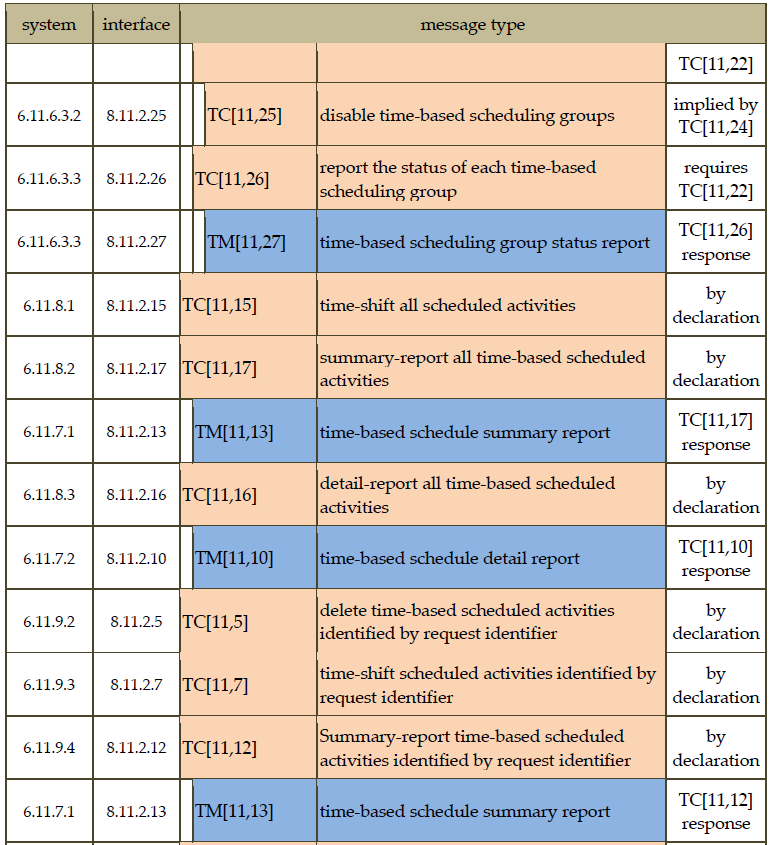 system interface message type
TC[11,22]
6.11.6.3.2 8.11.2.25 TC[11,25] disable time-based scheduling groups implied by
TC[11,24]
6.11.6.3.3 8.11.2.26 TC[11,26] report the status of each time-based
scheduling group requires
TC[11,22]
6.11.6.3.3 8.11.2.27 TM[11,27] time-based scheduling group status report TC[11,26]
response
6.11.8.1 8.11.2.15 TC[11,15] time-shift all scheduled activities by
declaration
6.11.8.2 8.11.2.17 TC[11,17] summary-report all time-based scheduled
activities by
declaration
6.11.7.1 8.11.2.13 TM[11,13] time-based schedule summary report TC[11,17]
response
6.11.8.3 8.11.2.16 TC[11,16] detail-report all time-based scheduled
activities by
declaration
6.11.7.2 8.11.2.10 TM[11,10] time-based schedule detail report TC[11,10]
response
6.11.9.2 8.11.2.5 TC[11,5] delete time-based scheduled activities
identified by request identifier by
declaration
6.11.9.3 8.11.2.7 TC[11,7] time-shift scheduled activities identified by
request identifier by
declaration
6.11.9.4 8.11.2.12 TC[11,12] Summary-report time-based scheduled
activities identified by request identifier by
declaration
6.11.7.1 8.11.2.13 TM[11,13] time-based schedule summary report TC[11,12]
response